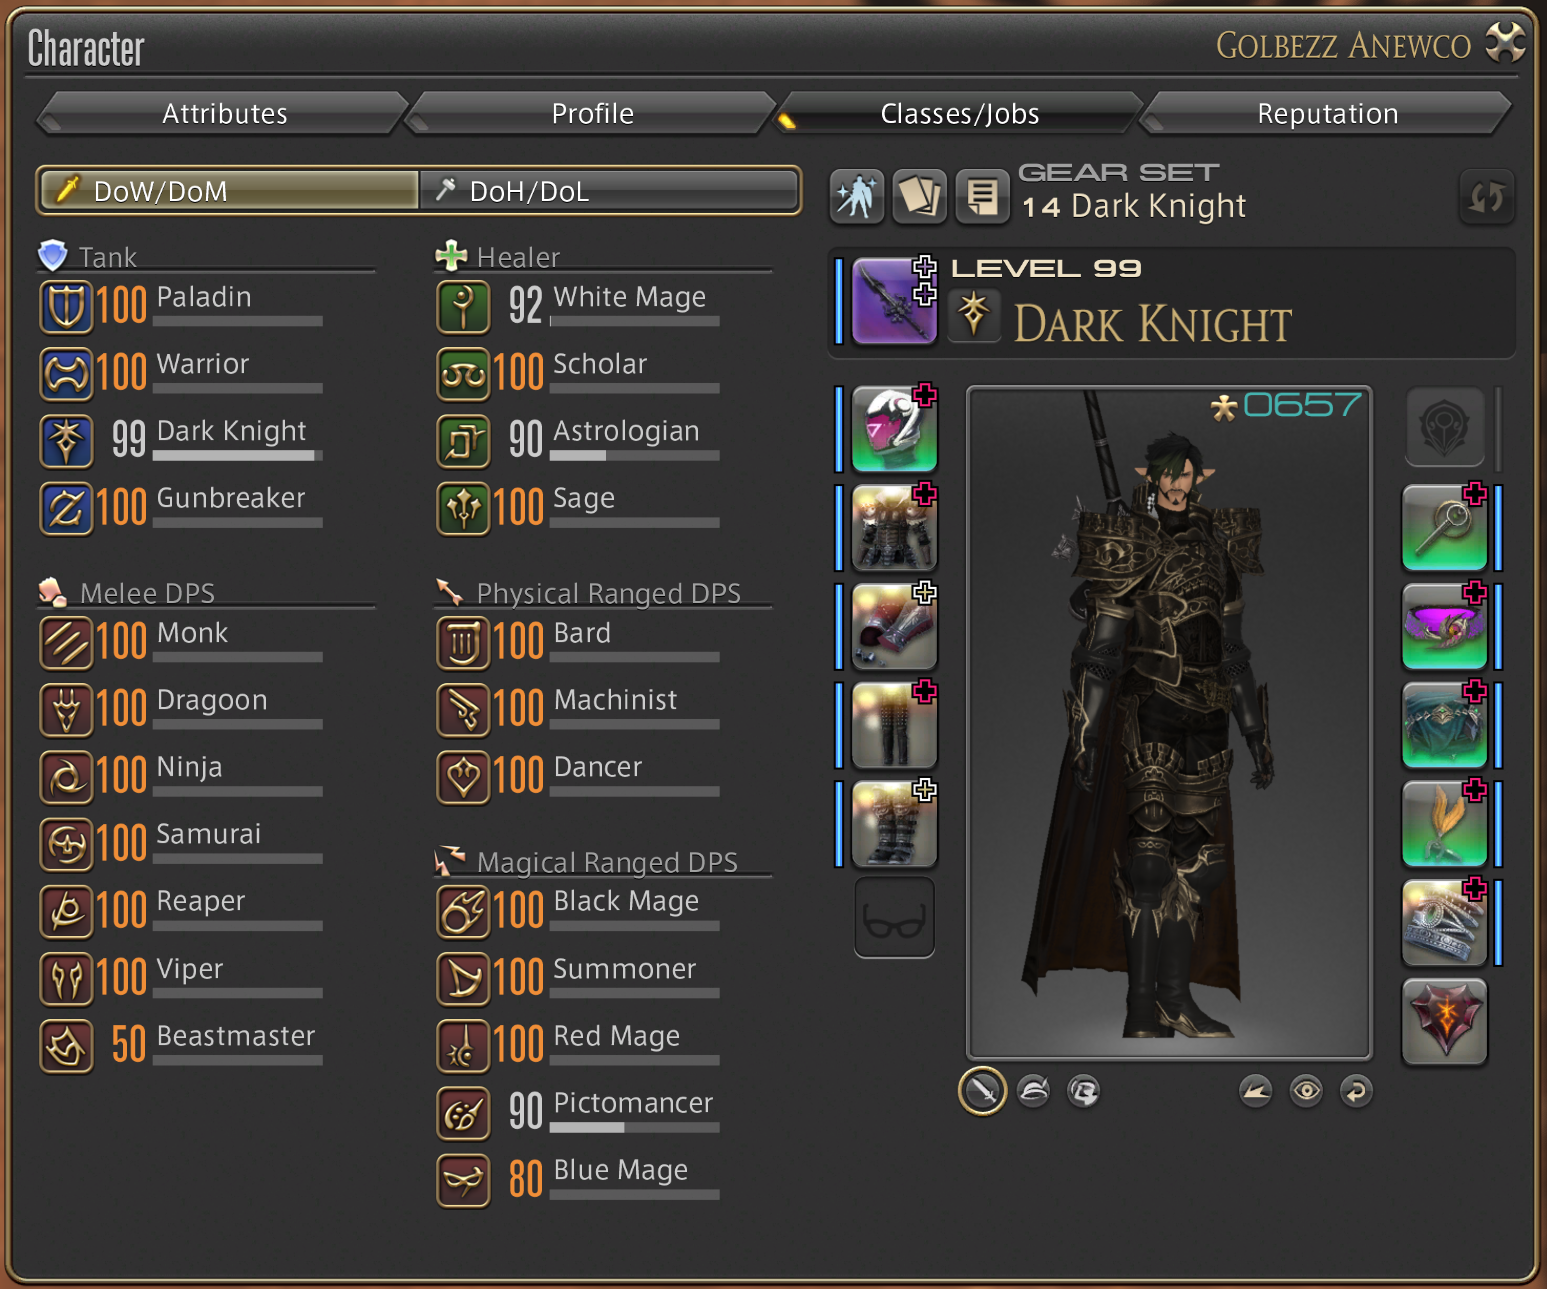 Character
Golbezz Anewco
Attributes
Profile
Classes/Jobs
Reputation
DoW/DoM
DoH/DoL
Tank
100 Paladin
100 Warrior
99 Dark Knight
100 Gunbreaker
Healer
92 White Mage
100 Scholar
90 Astrologian
100 Sage
Melee DPS
100 Monk
100 Dragoon
100 Ninja
100 Samurai
100 Reaper
100 Viper
50 Beastmaster
Physical Ranged DPS
100 Bard
100 Machinist
100 Dancer
Magical Ranged DPS
100 Black Mage
100 Summoner
100 Red Mage
90 Pictomancer
80 Blue Mage
GEAR SET
14 Dark Knight
LEVEL 99
Dark Knight
0657